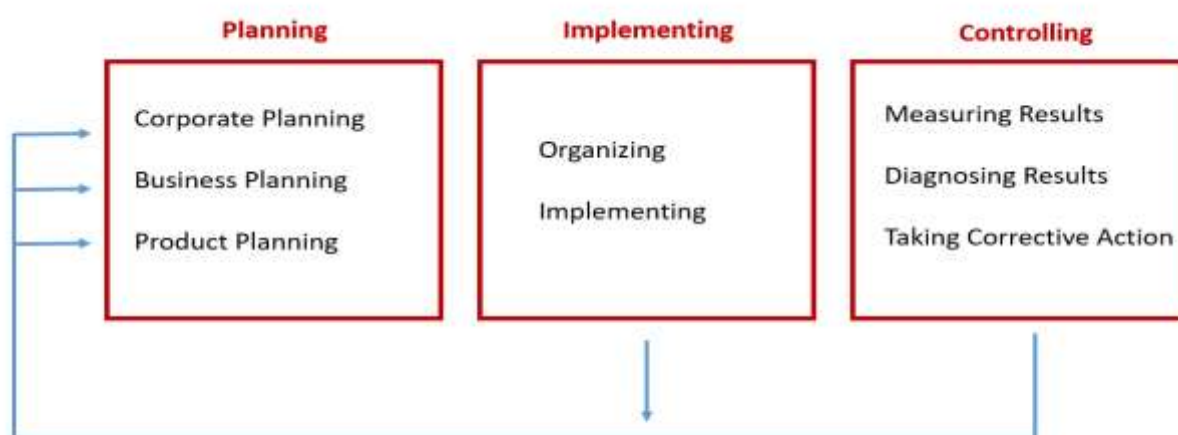 Planning
Corporate Planning
Business Planning
Product Planning
Implementing
Organizing
Implementing
Controlling
Measuring Results
Diagnosing Results
Taking Corrective Action